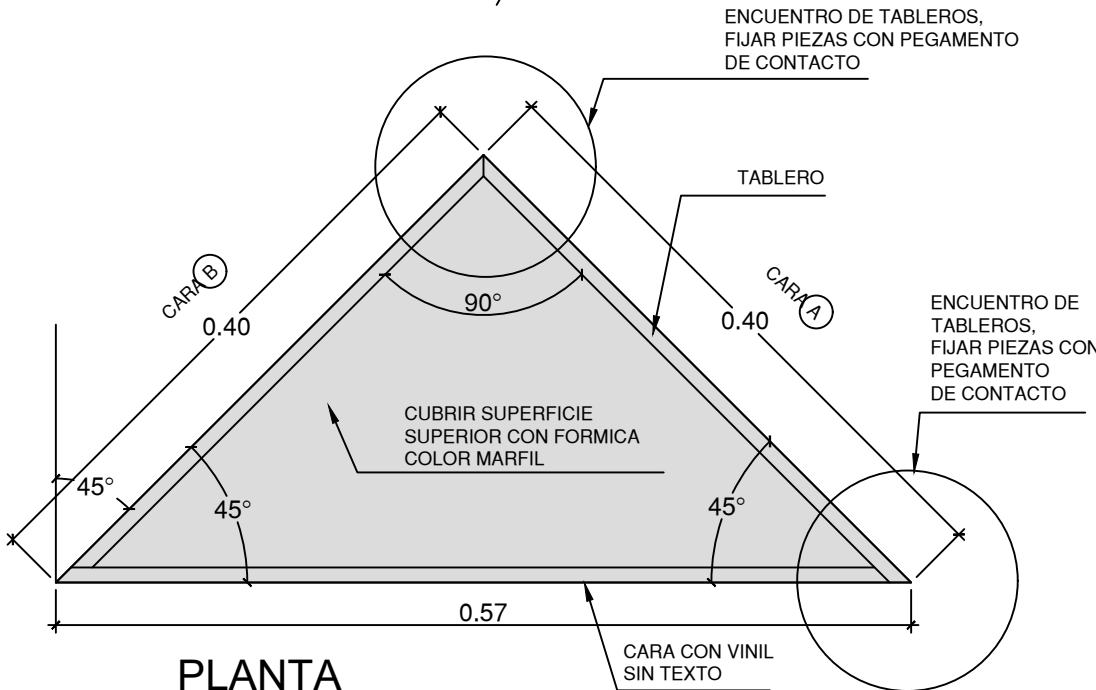 ENCUENTRO DE TABLEROS,
FIJAR PIEZAS CON PEGAMENTO
DE CONTACTO
TABLERO
CARA B
0.40
90°
CARA A
0.40
ENCUENTRO DE
TABLEROS,
FIJAR PIEZAS CON
PEGAMENTO
DE CONTACTO
CUBRIR SUPERFICIE
SUPERIOR CON FORMICA
COLOR MARFIL
45°
45°
45°
0.57
CARA CON VINIL
SIN TEXTO
PLANTA